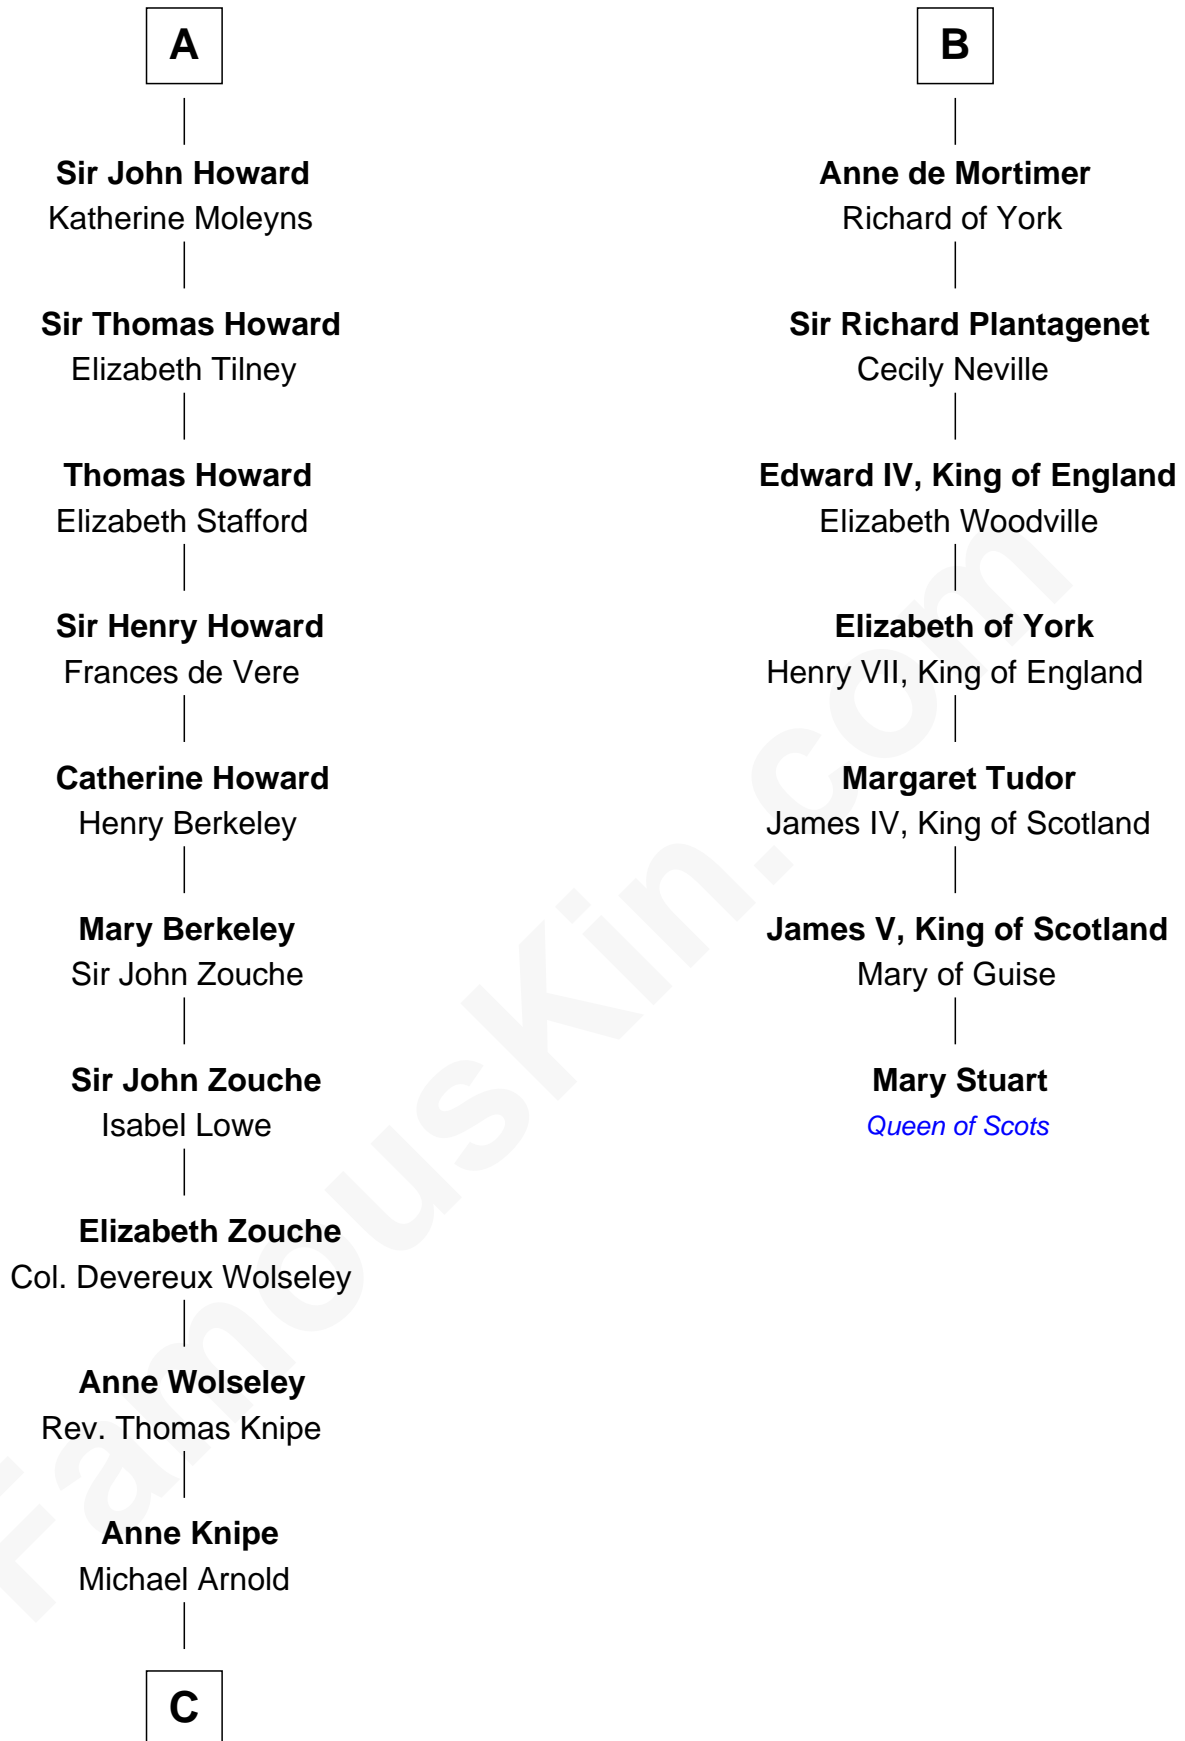 A
Sir John Howard
Katherine Moleyns
Sir Thomas Howard
Elizabeth Tilney
Thomas Howard
Elizabeth Stafford
Sir Henry Howard
Frances de Vere
Catherine Howard
Henry Berkeley
Mary Berkeley
Sir John Zouche
Sir John Zouche
Isabel Lowe
Elizabeth Zouche
Col. Devereux Wolseley
Anne Wolseley
Rev. Thomas Knipe
Anne Knipe
Michael Arnold
C
B
Anne de Mortimer
Richard of York
Sir Richard Plantagenet
Cecily Neville
Edward IV, King of England
Elizabeth Woodville
Elizabeth of York
Henry VII, King of England
Margaret Tudor
James IV, King of Scotland
James V, King of Scotland
Mary of Guise
Mary Stuart
Queen of Scots
FamousKin.com